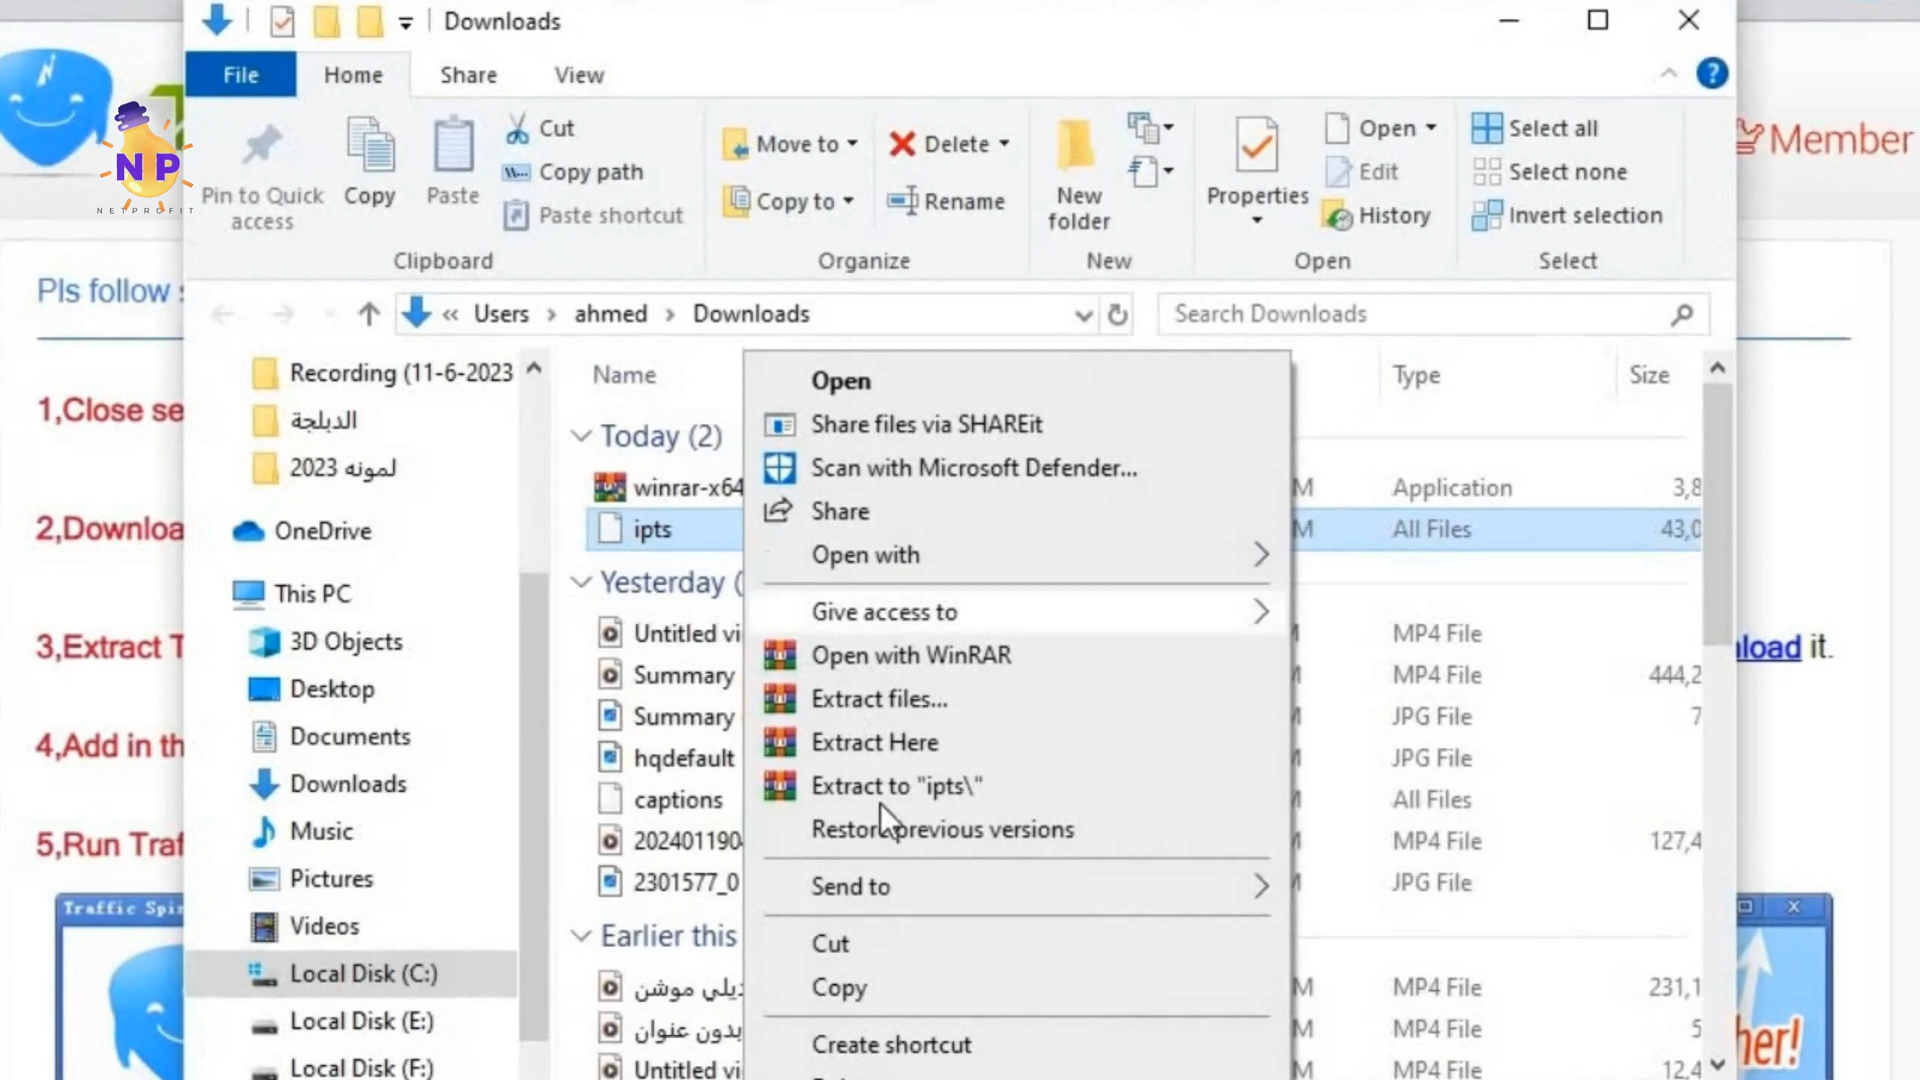 Downloads
File
Home
Share
View
Member
NP
NETPROFIT
Pin to Quick access
Copy
Paste
Cut
Copy path
Paste shortcut
Clipboard
Move to
Copy to
Delete
Rename
Organize
New folder
New
Properties
Open
Edit
History
Open
Select all
Select none
Invert selection
Select
Pls follow
« Users › ahmed › Downloads
Search Downloads
1,Close se
2,Downloa
3,Extract T
load it.
4,Add in th
5,Run Traf
Traffic Spi
her!
Recording (11-6-2023
الدبلجة
لمونه 2023
OneDrive
This PC
3D Objects
Desktop
Documents
Downloads
Music
Pictures
Videos
Local Disk (C:)
Local Disk (E:)
Local Disk (F:)
Name
Type
Size
Today (2)
winrar-x64
M
Application
3,8
ipts
M
All Files
43,0
Yesterday (
Untitled vi
MP4 File
Summary
MP4 File
444,2
Summary
JPG File
7
hqdefault
JPG File
captions
All Files
202401190
MP4 File
127,4
2301577_0
JPG File
Earlier this
ديلي موشن
M
MP4 File
231,1
بدون عنوان
M
MP4 File
5
Untitled vi
MP4 File
12,4
Open
Share files via SHAREit
Scan with Microsoft Defender...
Share
Open with
Give access to
Open with WinRAR
Extract files...
Extract Here
Extract to "ipts\"
Restore previous versions
Send to
Cut
Copy
Create shortcut